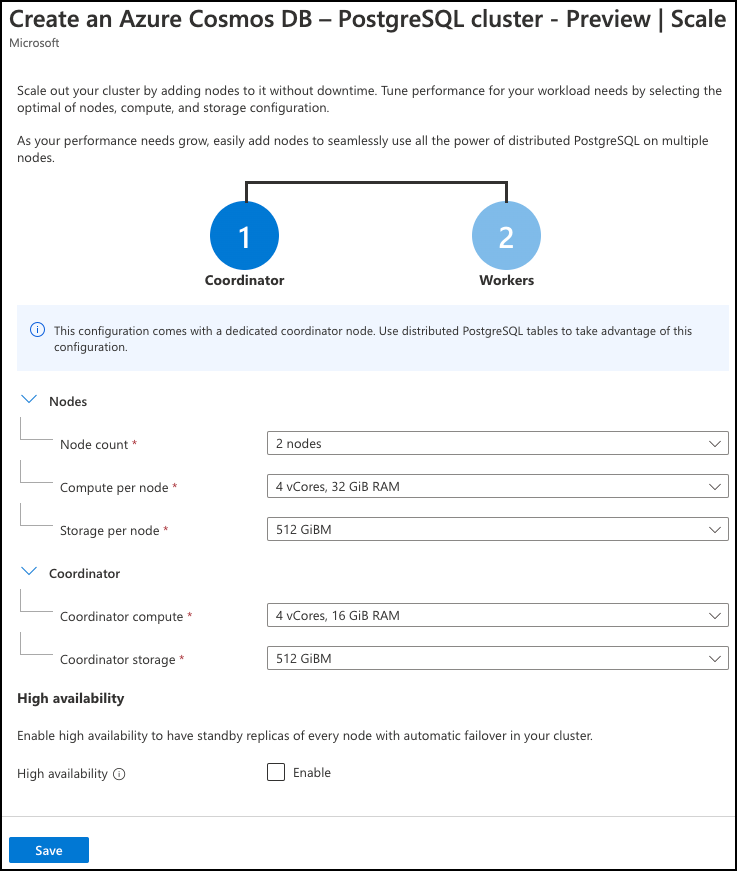 Create an Azure Cosmos DB – PostgreSQL cluster - Preview | Scale
Microsoft
Scale out your cluster by adding nodes to it without downtime. Tune performance for your workload needs by selecting the
optimal of nodes, compute, and storage configuration.
As your performance needs grow, easily add nodes to seamlessly use all the power of distributed PostgreSQL on multiple
nodes.
1 2
Coordinator Workers
This configuration comes with a dedicated coordinator node. Use distributed PostgreSQL tables to take advantage of this
configuration.
Nodes
Node count * 2 nodes
Compute per node * 4 vCores, 32 GiB RAM
Storage per node * 512 GiBM
Coordinator
Coordinator compute * 4 vCores, 16 GiB RAM
Coordinator storage * 512 GiBM
High availability
Enable high availability to have standby replicas of every node with automatic failover in your cluster.
High availability Enable
Save